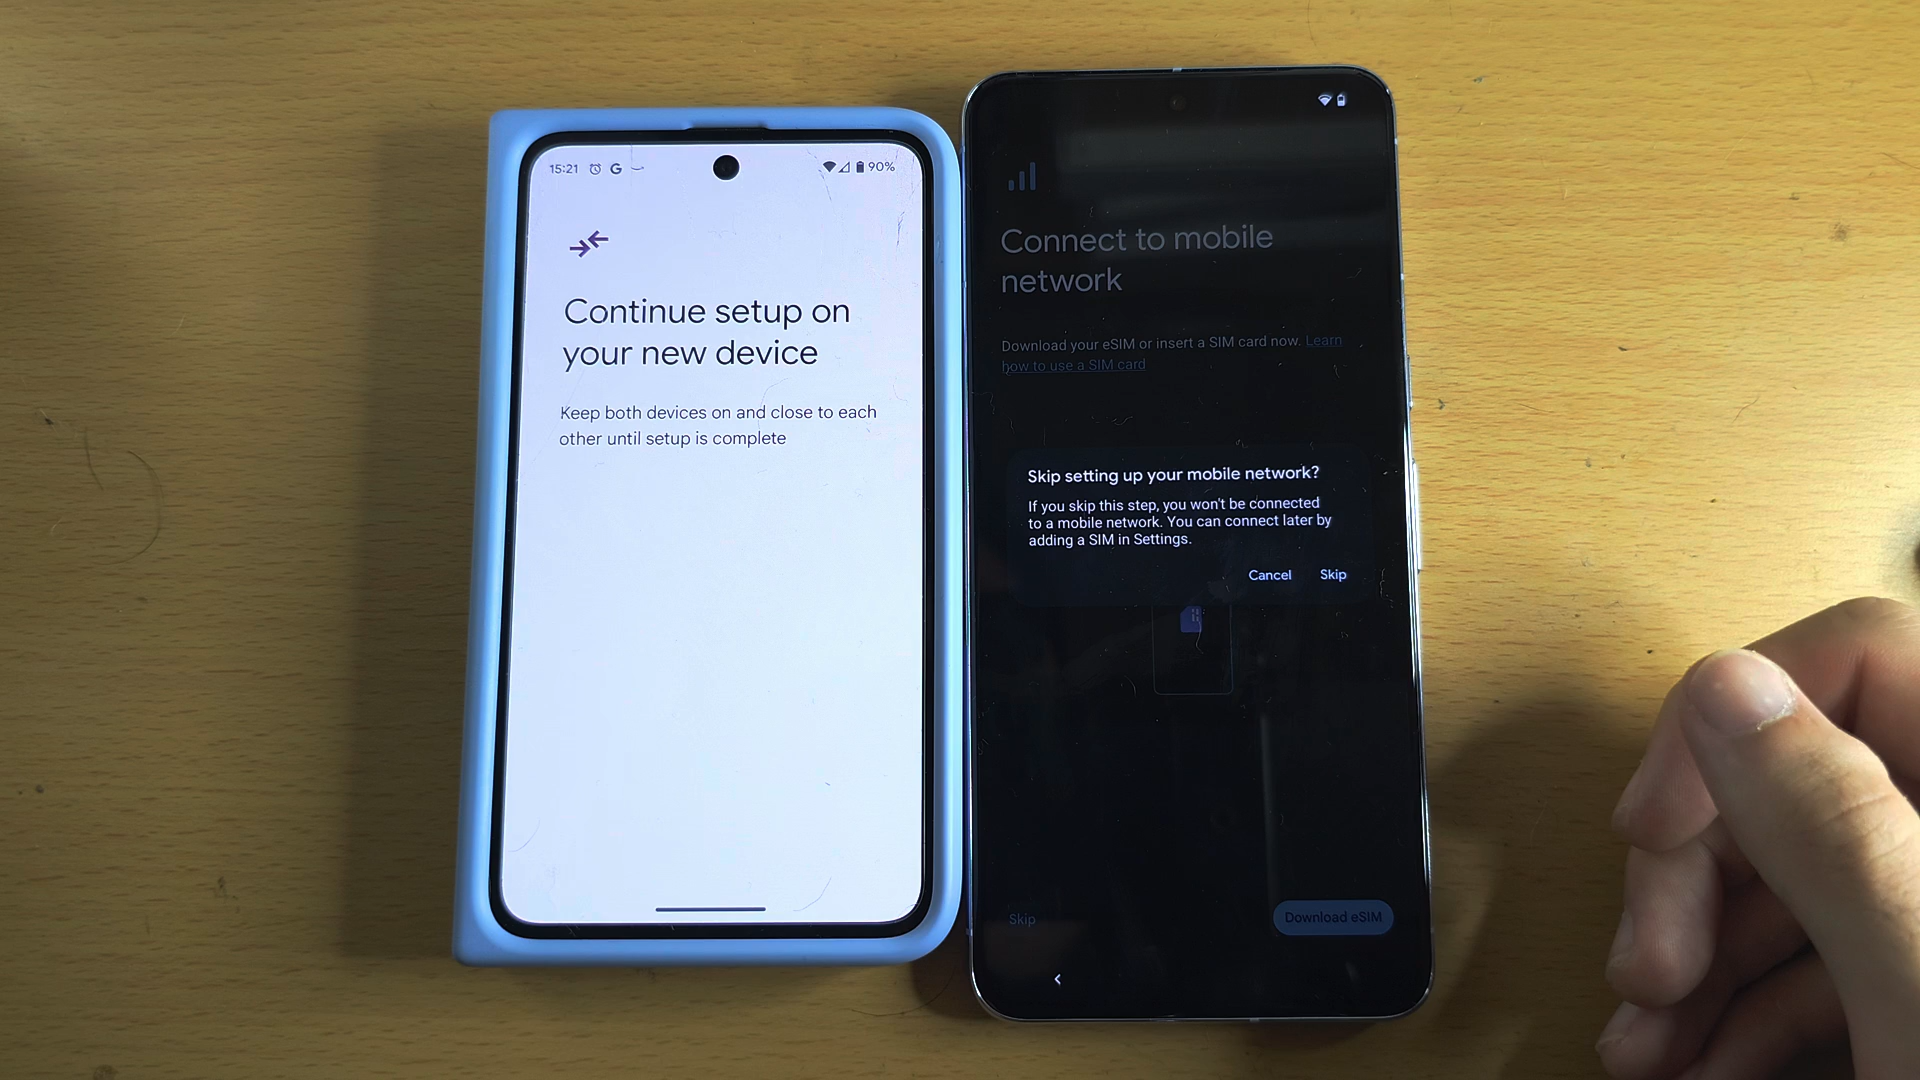 15:21 G 90%
Continue setup on
your new device
Keep both devices on and close to each
other until setup is complete
Connect to mobile
network
Download your eSIM or insert a SIM card now. Learn
how to use a SIM card
Skip setting up your mobile network?
If you skip this step, you won't be connected
to a mobile network. You can connect later by
adding a SIM in Settings.
Cancel Skip
Skip Download eSIM